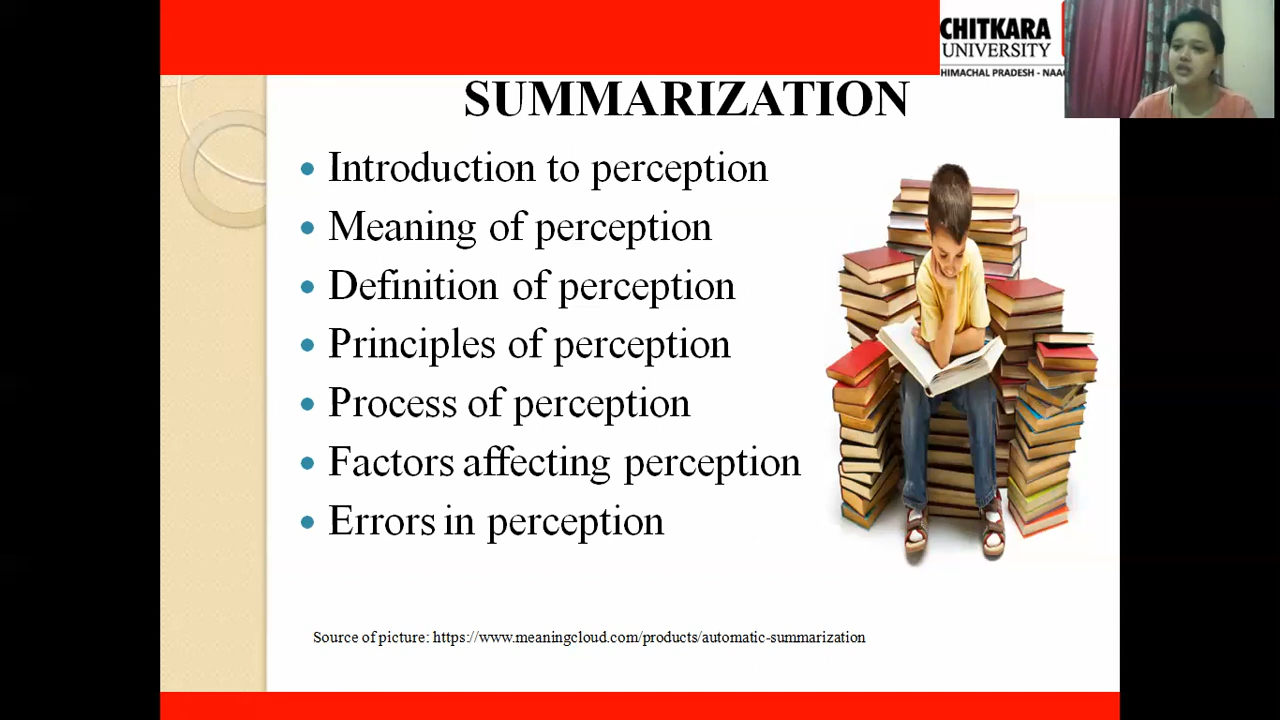 CHITKARA
UNIVERSITY
HIMACHAL PRADESH - NAA
SUMMARIZATION
• Introduction to perception
• Meaning of perception
• Definition of perception
• Principles of perception
• Process of perception
• Factors affecting perception
• Errors in perception
Source of picture: https://www.meaningcloud.com/products/automatic-summarization